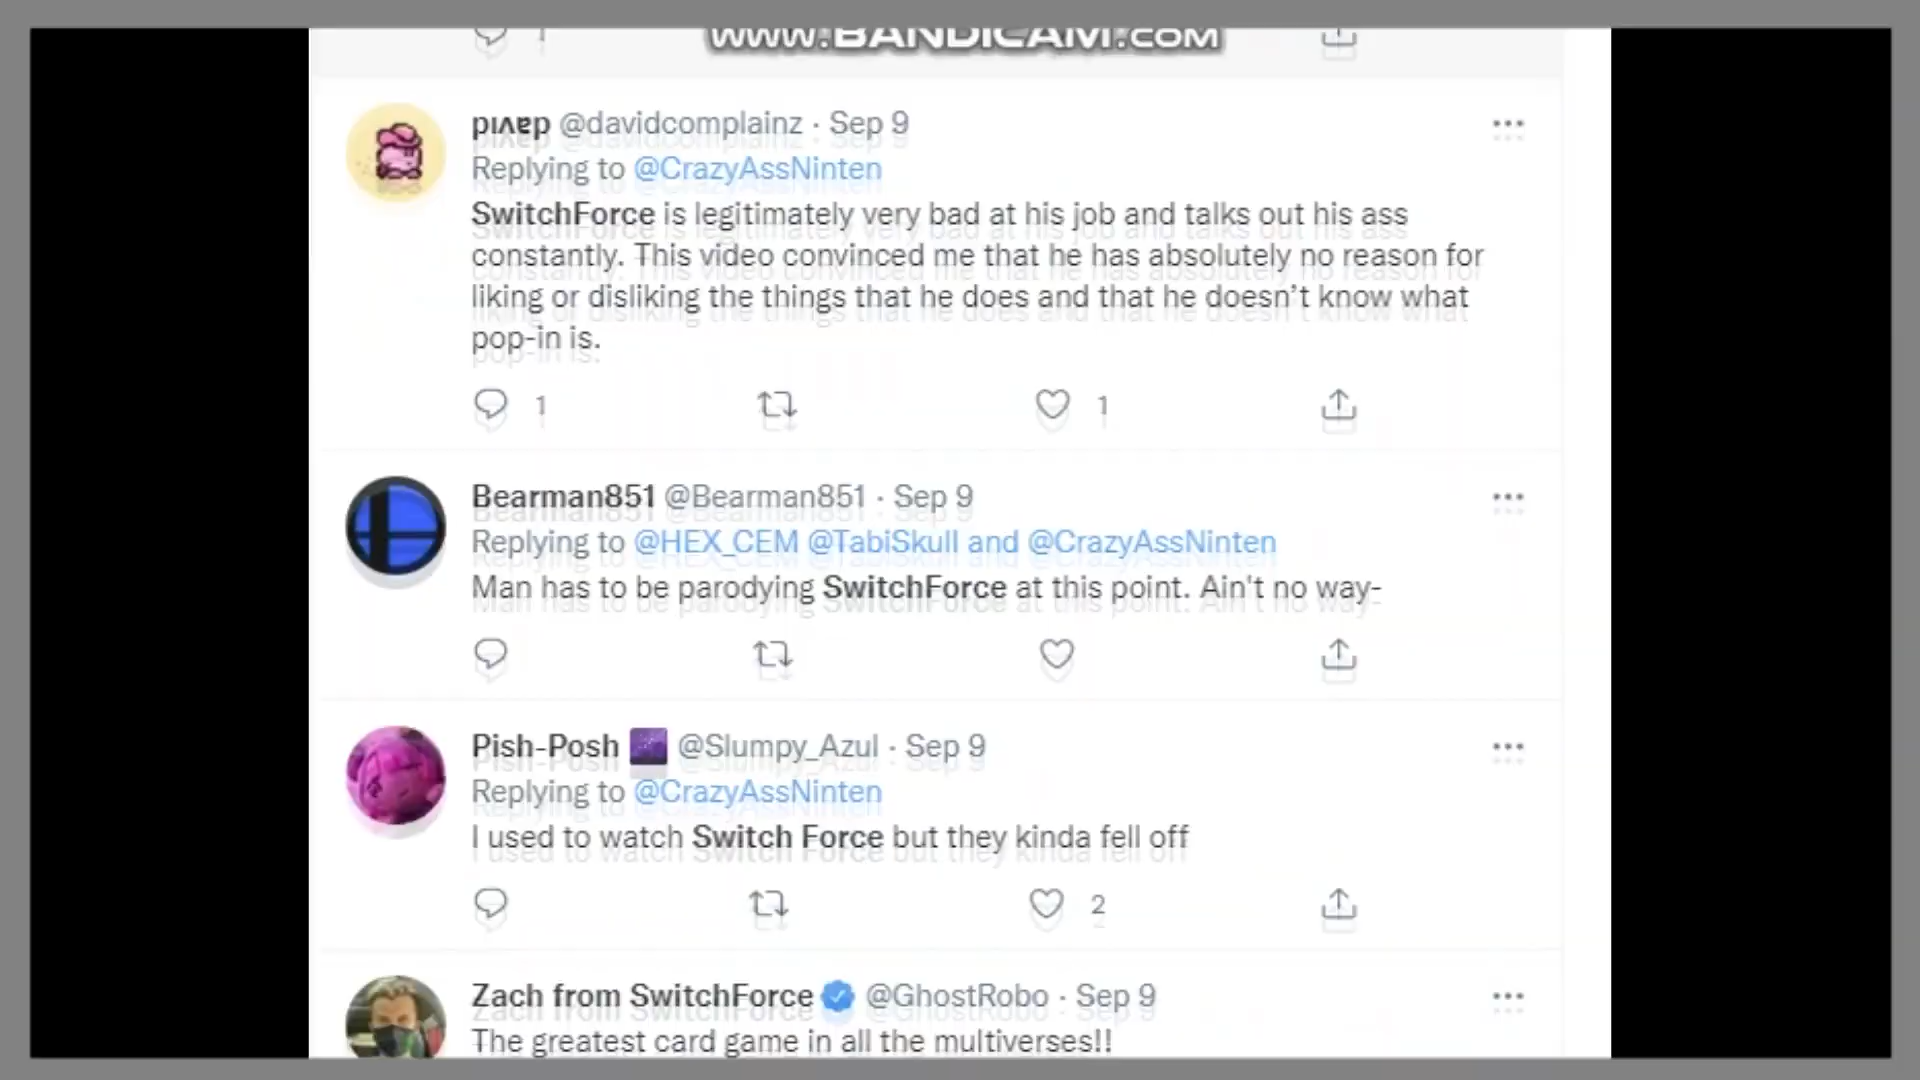 www.BANDICAM.com
pıʌɐp @davidcomplainz · Sep 9
Replying to @CrazyAssNinten
SwitchForce is legitimately very bad at his job and talks out his ass
constantly. This video convinced me that he has absolutely no reason for
liking or disliking the things that he does and that he doesn’t know what
pop-in is.
1 1
Bearman851 @Bearman851 · Sep 9
Replying to @HEX_CEM @TabiSkull and @CrazyAssNinten
Man has to be parodying SwitchForce at this point. Ain't no way-
Pish-Posh @Slumpy_Azul · Sep 9
Replying to @CrazyAssNinten
I used to watch Switch Force but they kinda fell off
2
Zach from SwitchForce @GhostRobo · Sep 9
The greatest card game in all the multiverses!!